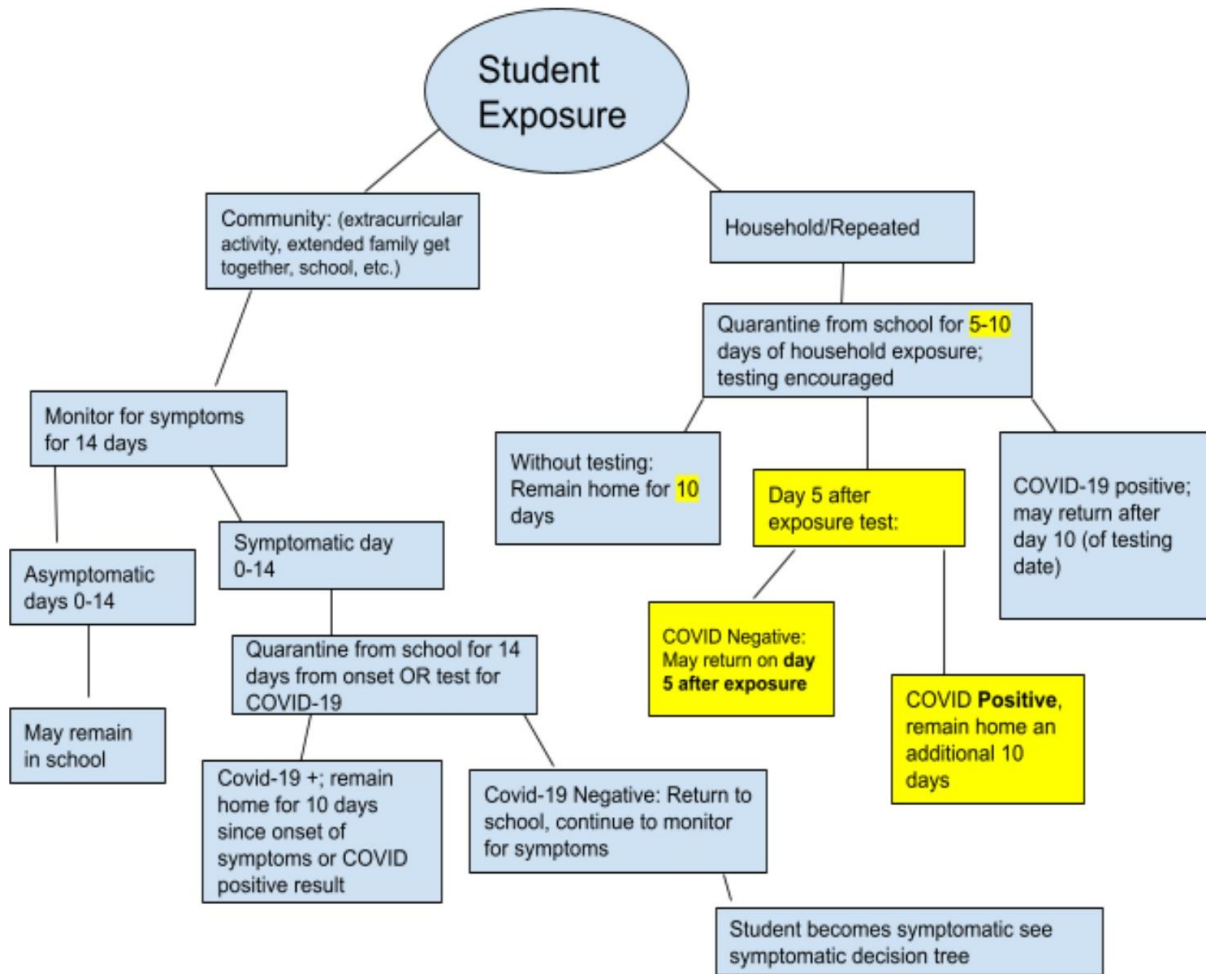 Student
Exposure
Community: (extracurricular
activity, extended family get
together, school, etc.)
Household/Repeated
Quarantine from school for 5-10
days of household exposure;
testing encouraged
Monitor for symptoms
for 14 days
Without testing:
Remain home for 10
days
Day 5 after
exposure test:
COVID-19 positive;
may return after
day 10 (of testing
date)
Asymptomatic
days 0-14
Symptomatic day
0-14
COVID Negative:
May return on day
5 after exposure
Quarantine from school for 14
days from onset OR test for
COVID-19
COVID Positive,
remain home an
additional 10
days
May remain
in school
Covid-19 +; remain
home for 10 days
since onset of
symptoms or COVID
positive result
Covid-19 Negative: Return to
school, continue to monitor
for symptoms
Student becomes symptomatic see
symptomatic decision tree